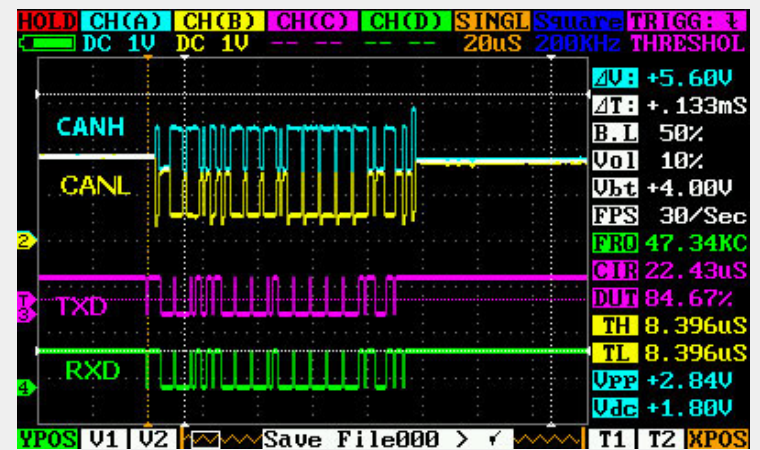 HOLD CH(A) CH(B) CH(C) CH(D) SINGL Square TRIGG:
DC 1V DC 1V -- -- -- -- 20uS 200KHz THRESHOL
⊿V: +5.60V
⊿T: +.133mS
CANH
B.L 50%
Vol 10%
CANL
Vbt +4.00V
FPS 30/Sec
2
FRQ 47.34KC
CIR 22.43uS
T
DUT 84.67%
3
TXD
TH 8.396uS
TL 8.396uS
RXD
VPP +2.84V
4
Vdc +1.80V
YPOS V1 V2 Save File000 > ✓ T1 T2 XPOS